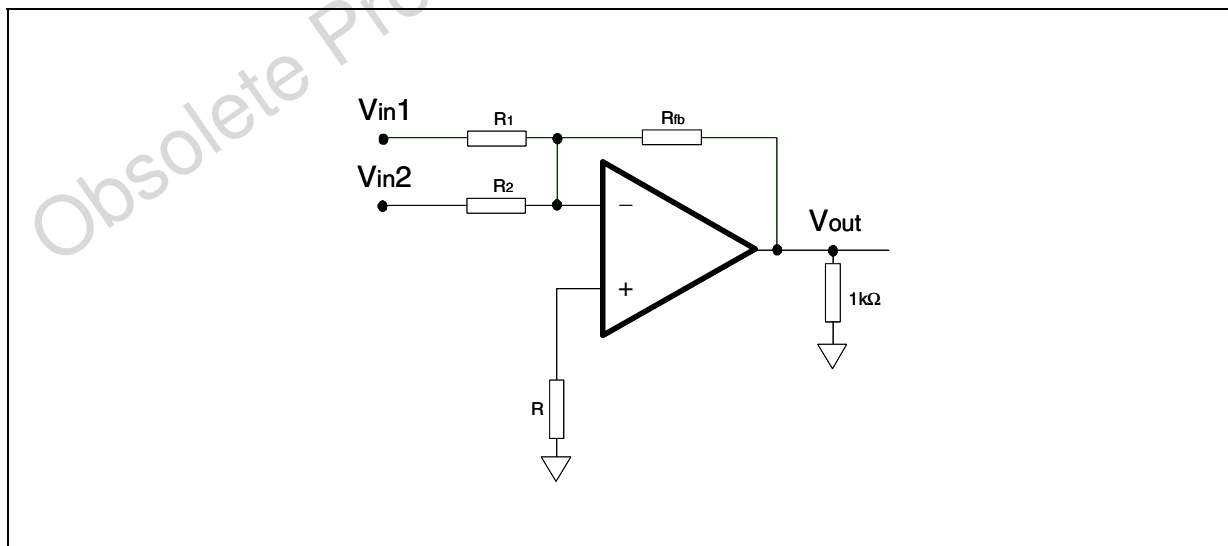 Obsolete Pro
Vin1
R1
Rfb
Vin2
R2
−
Vout
+
1kΩ
R